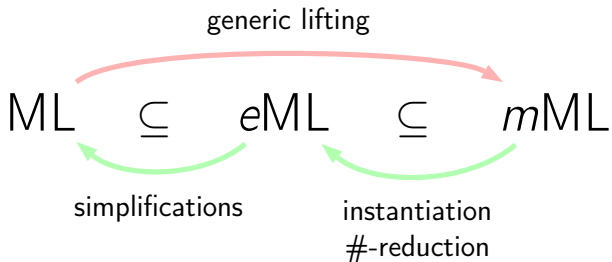 generic lifting
ML ⊆ eML ⊆ mML
simplifications
instantiation
#-reduction